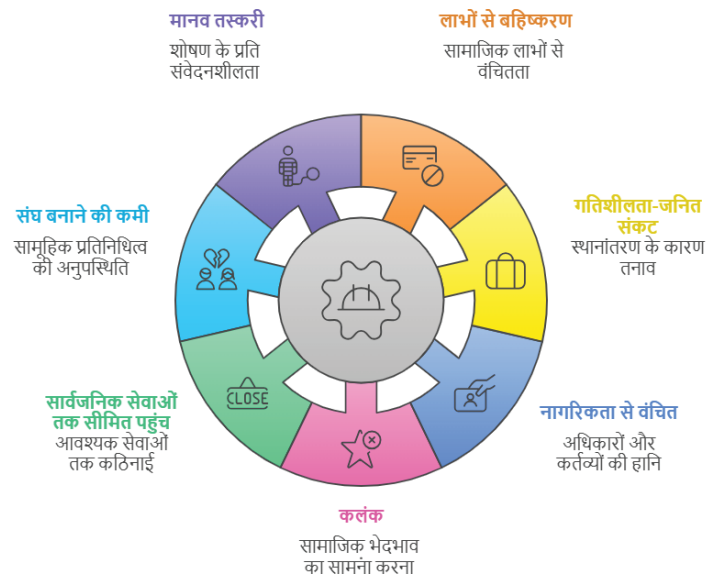 मानव तस्करी
शोषण के प्रति
संवेदनशीलता
लाभों से बहिष्करण
सामाजिक लाभों से
वंचितता
गतिशीलता-जनित
संकट
स्थानांतरण के कारण
तनाव
नागरिकता से वंचित
अधिकारों और
कर्तव्यों की हानि
कलंक
सामाजिक भेदभाव
का सामना करना
सार्वजनिक सेवाओं
तक सीमित पहुंच
आवश्यक सेवाओं
तक कठिनाई
CLOSE
संघ बनाने की कमी
सामूहिक प्रतिनिधित्व
की अनुपस्थिति